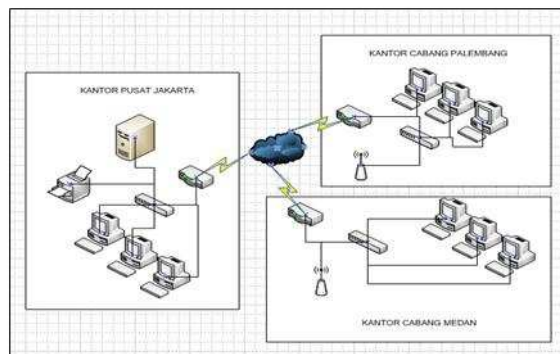 KANTOR CABANG PALEMBANG
KANTOR PUSAT JAKARTA
KANTOR CABANG MEDAN